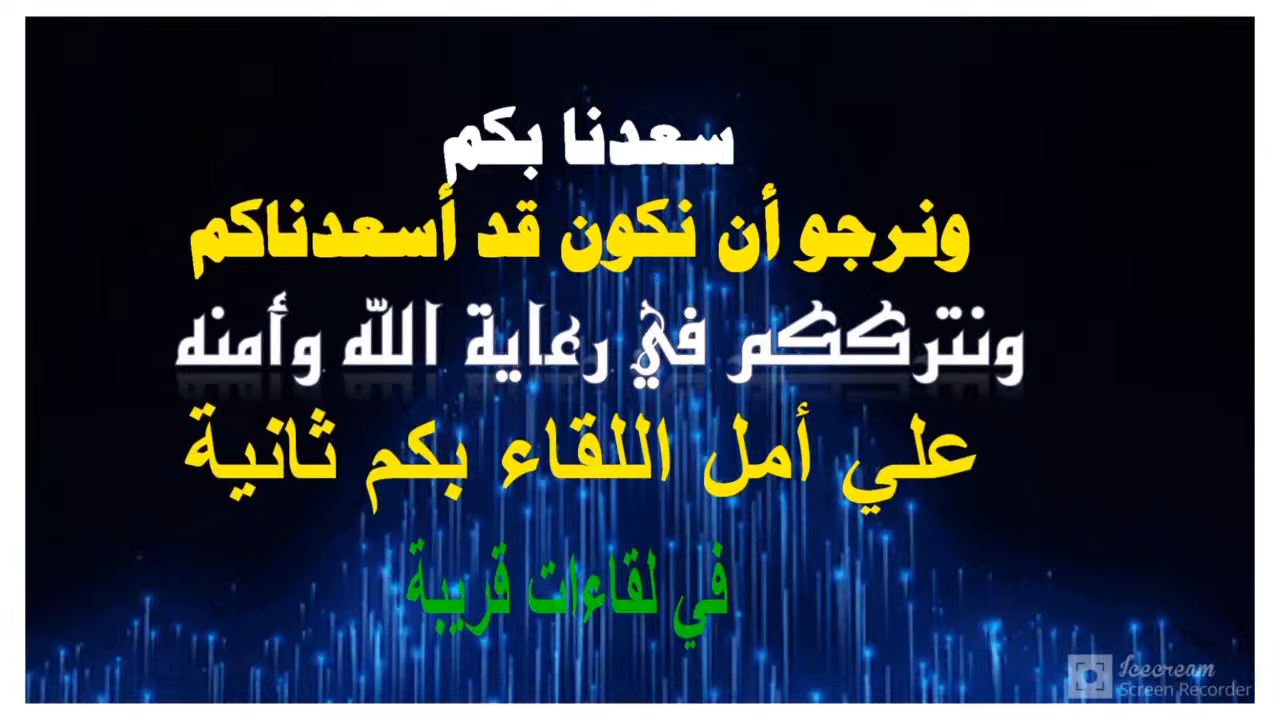 سعدنا بكم
ونرجو أن نكون قد أسعدناكم
ونترككم في رعاية الله وأمنه
علي أمل اللقاء بكم ثانية
في لقاءات قريبة
Icecream
Screen Recorder